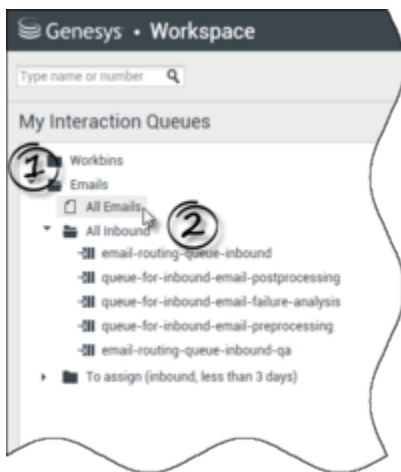 Genesys • Workspace
Type name or number
My Interaction Queues
1
Workbins
Emails
All Emails
2
All Inbound
email-routing-queue-inbound
queue-for-inbound-email-postprocessing
queue-for-inbound-email-failure-analysis
queue-for-inbound-email-preprocessing
email-routing-queue-inbound-qa
To assign (inbound, less than 3 days)